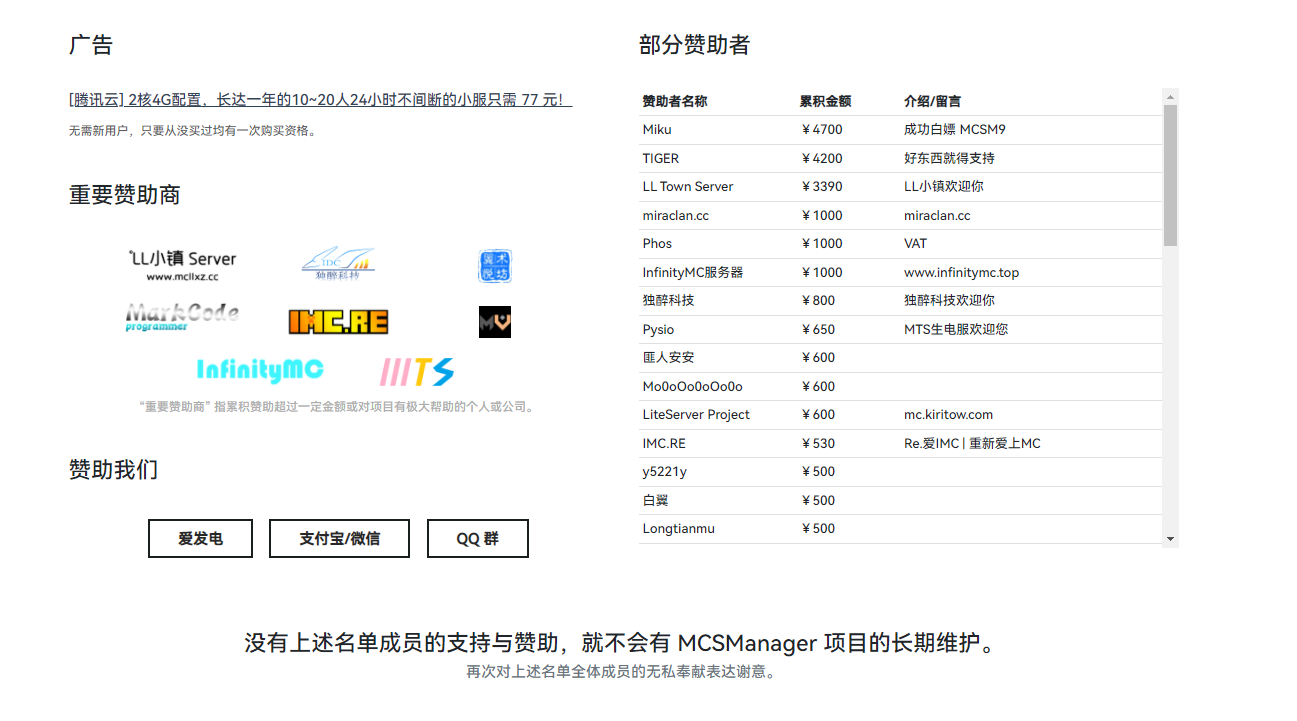 广告
[腾讯云] 2核4G配置，长达一年的10~20人24小时不间断的小服只需 77 元！
无需新用户，只要从没买过均有一次购买资格。
重要赞助商
LL小镇 Server
www.mcllxz.cc
IDC
独醉科技
MarkCode
programmer
IMC.RE
InfinityMC
MTS
“重要赞助商” 指累积赞助超过一定金额或对项目有极大帮助的个人或公司。
赞助我们
爱发电 支付宝/微信 QQ 群
部分赞助者
赞助者名称 累积金额 介绍/留言
Miku ￥4700 成功白嫖 MCSM9
TIGER ￥4200 好东西就得支持
LL Town Server ￥3390 LL小镇欢迎你
miraclan.cc ￥1000 miraclan.cc
Phos ￥1000 VAT
InfinityMC服务器 ￥1000 www.infinitymc.top
独醉科技 ￥800 独醉科技欢迎你
Pysio ￥650 MTS生电服欢迎您
匪人安安 ￥600
Mo0oOo0oOo0o ￥600
LiteServer Project ￥600 mc.kiritow.com
IMC.RE ￥530 Re.爱IMC | 重新爱上MC
y5221y ￥500
白翼 ￥500
Longtianmu ￥500
没有上述名单成员的支持与赞助，就不会有 MCSManager 项目的长期维护。
再次对上述名单全体成员的无私奉献表达谢意。